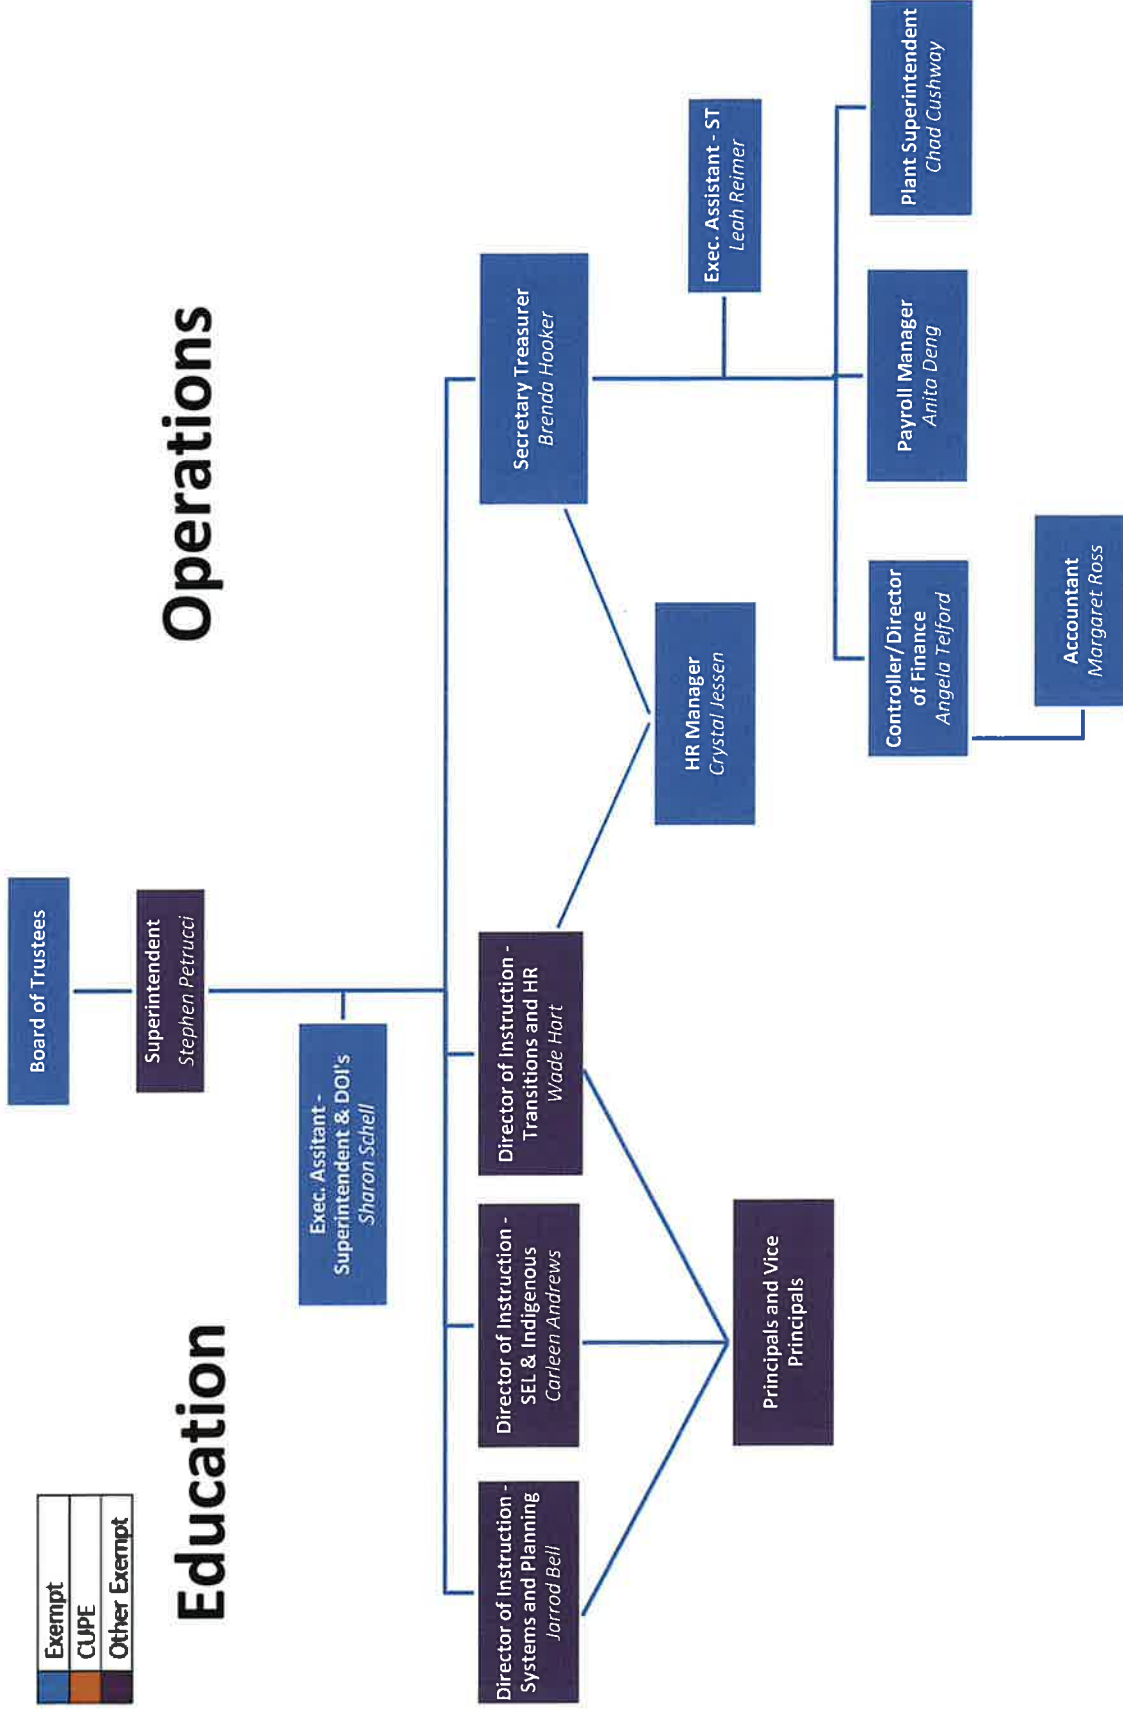 Exempt
CUPE
Other Exempt
Education
Operations
Board of Trustees
Superintendent
Stephen Petrucci
Exec. Assitant -
Superintendent & DOI's
Sharon Schell
Director of Instruction -
Systems and Planning
Jarrod Bell
Director of Instruction -
SEL & Indigenous
Carleen Andrews
Director of Instruction -
Transitions and HR
Wade Hart
Secretary Treasurer
Brenda Hooker
Principals and Vice
Principals
HR Manager
Crystal Jessen
Exec. Assistant - ST
Leah Reimer
Controller/Director
of Finance
Angela Telford
Payroll Manager
Anita Deng
Plant Superintendent
Chad Cushway
Accountant
Margaret Ross